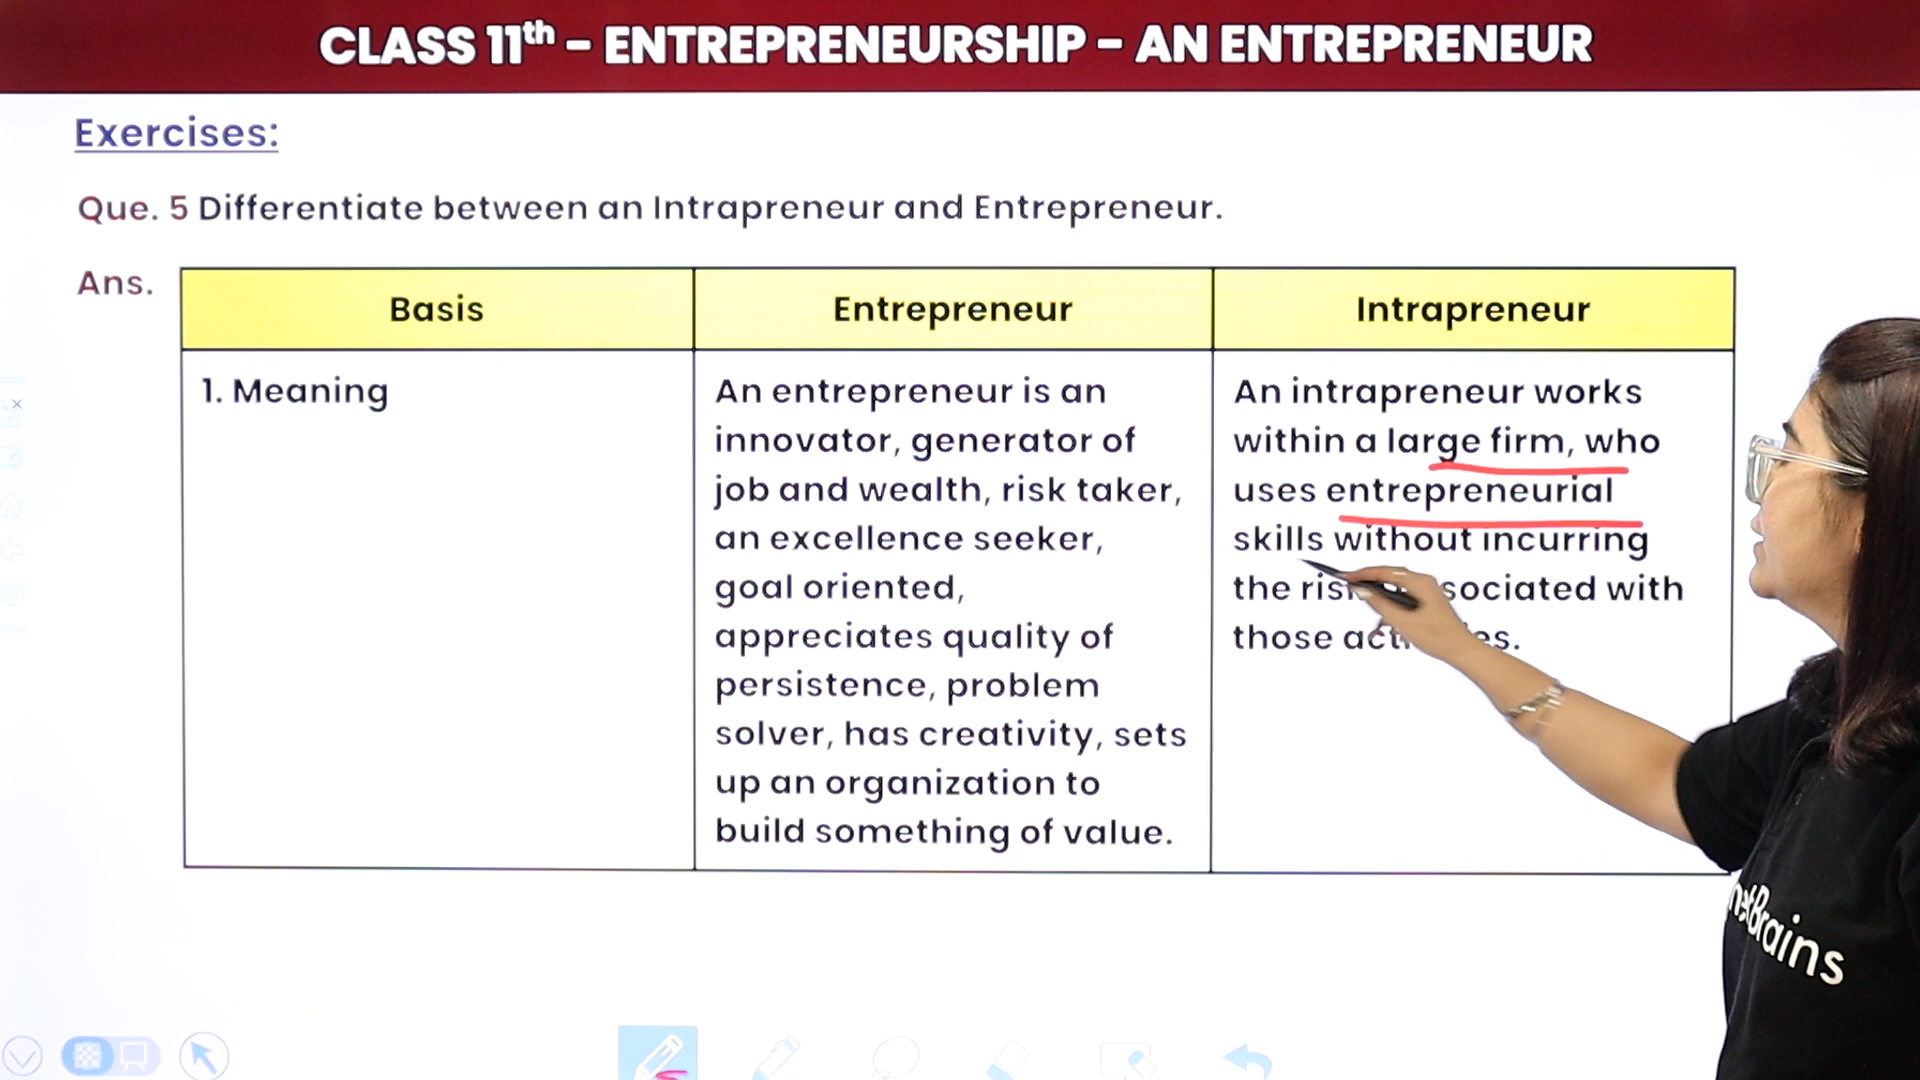 CLASS 11th – ENTREPRENEURSHIP – AN ENTREPRENEUR
Exercises:
Que. 5 Differentiate between an Intrapreneur and Entrepreneur.
Ans.
Basis
Entrepreneur
Intrapreneur
1. Meaning
An entrepreneur is an
innovator, generator of
job and wealth, risk taker,
an excellence seeker,
goal oriented,
appreciates quality of
persistence, problem
solver, has creativity, sets
up an organization to
build something of value.
An intrapreneur works
within a large firm, who
uses entrepreneurial
skills without incurring
the with
those